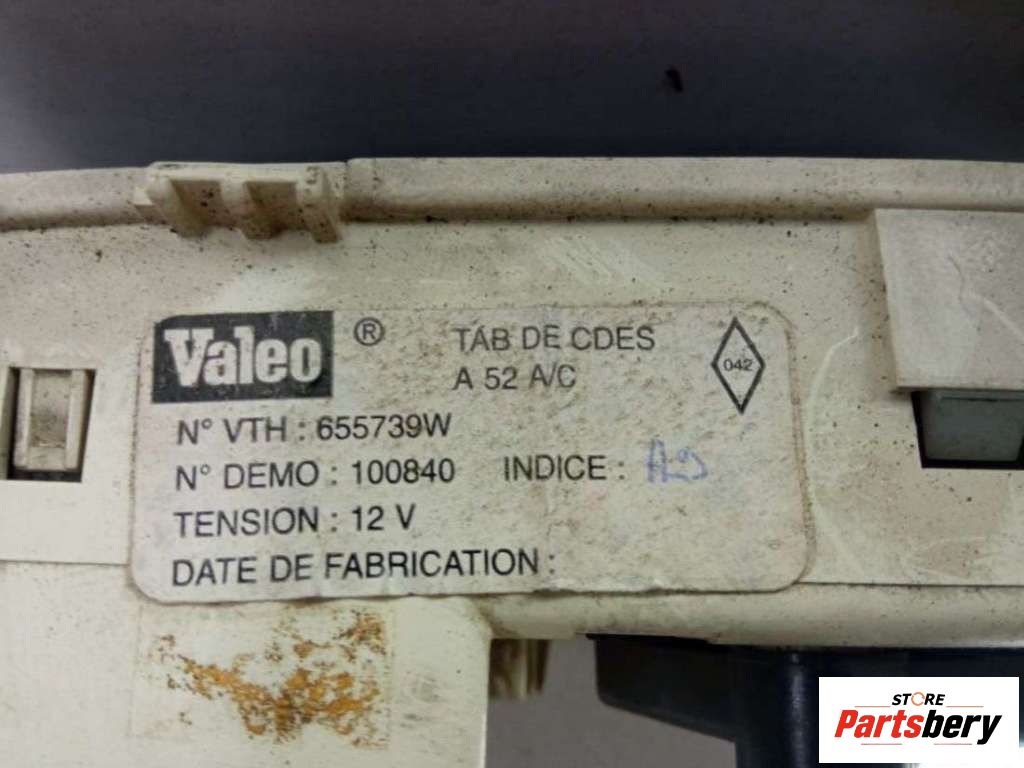 Valeo ® TAB DE CDES
A 52 A/C
042
N° VTH : 655739W
N° DEMO : 100840 INDICE :
TENSION : 12 V
DATE DE FABRICATION :
STORE
Partsbery